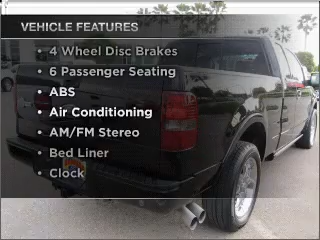 VEHICLE FEATURES
• 4 Wheel Disc Brakes
• 6 Passenger Seating
• ABS
• Air Conditioning
• AM/FM Stereo
• Bed Liner
• Clock